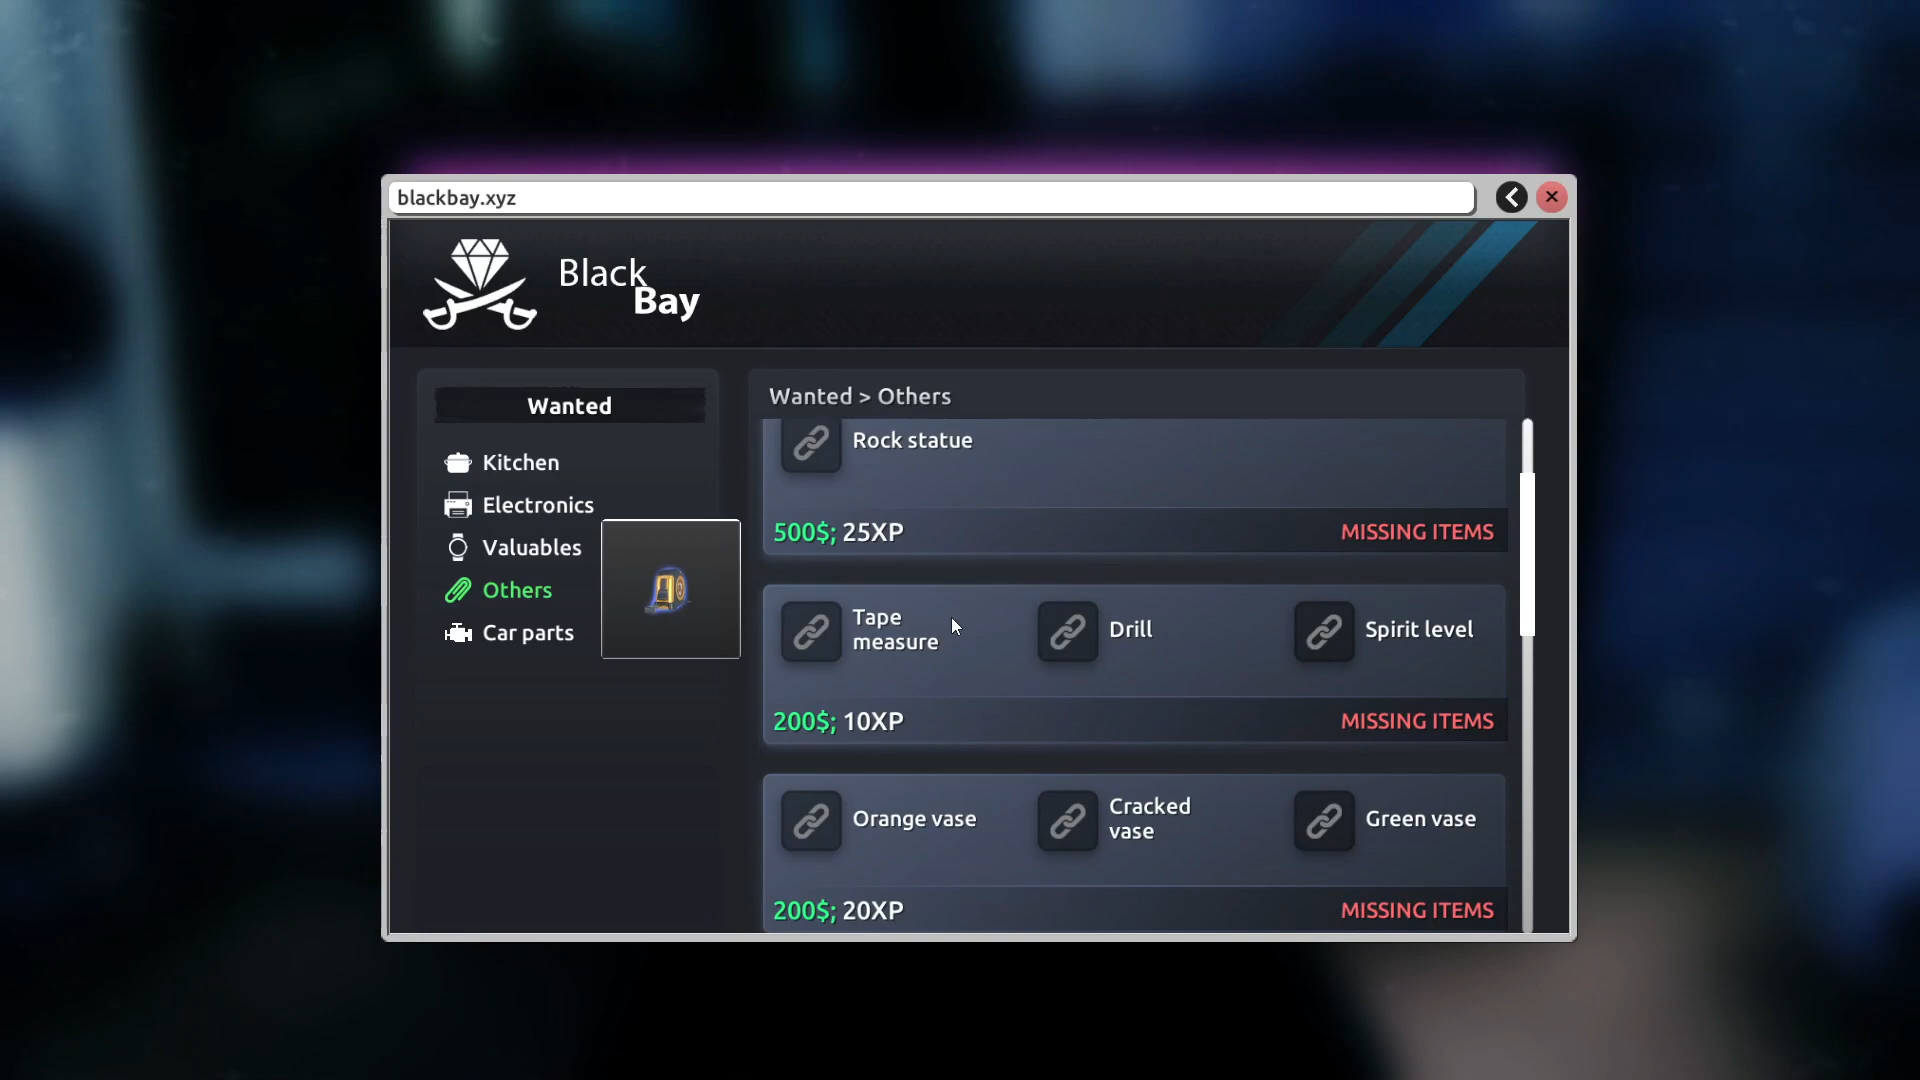 blackbay.xyz
Black
Bay
Wanted
Kitchen
Electronics
Valuables
Others
Car parts
Wanted > Others
Rock statue
500$; 25XP
MISSING ITEMS
Tape
measure
Drill
Spirit level
200$; 10XP
MISSING ITEMS
Orange vase
Cracked
vase
Green vase
200$; 20XP
MISSING ITEMS